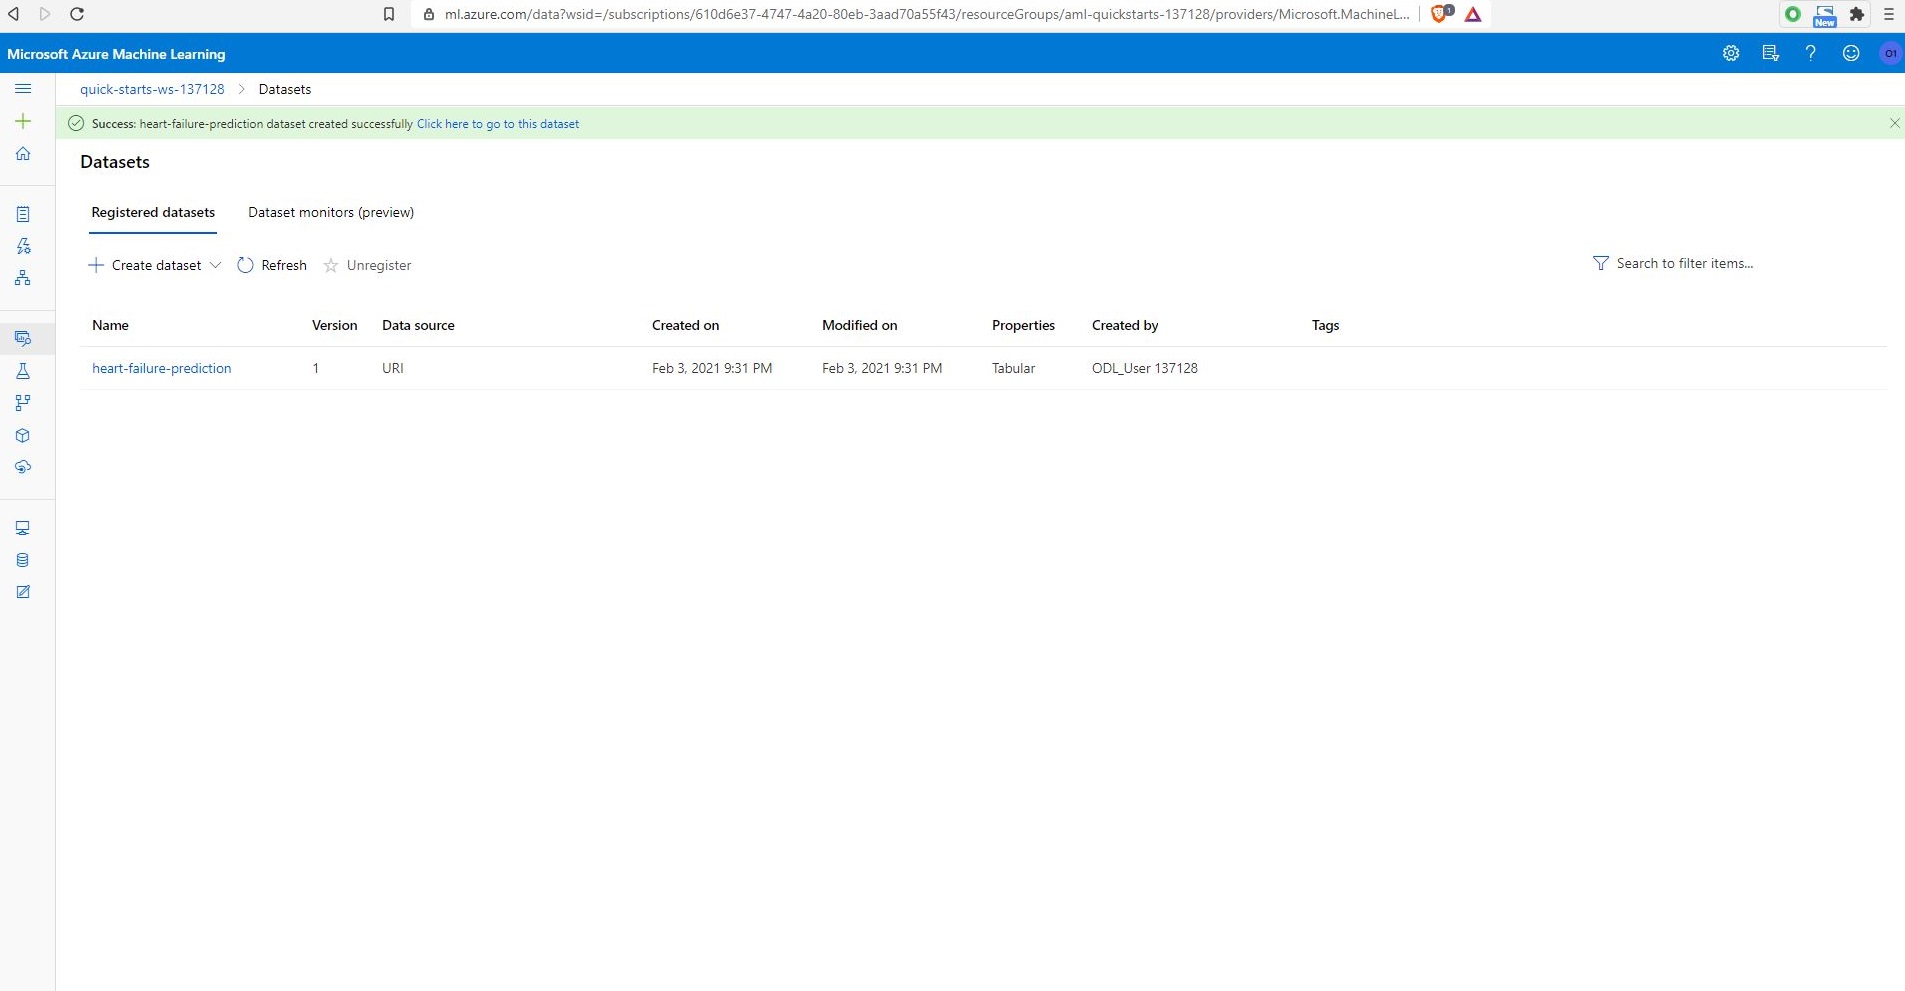 ml.azure.com/data?wsid=/subscriptions/610d6e37-4747-4a20-80eb-3aad70a55f43/resourceGroups/aml-quickstarts-137128/providers/Microsoft.MachineL... 1 New
Microsoft Azure Machine Learning O1
quick-starts-ws-137128 > Datasets
Success: heart-failure-prediction dataset created successfully Click here to go to this dataset
Datasets
Registered datasets Dataset monitors (preview)
Create dataset Refresh Unregister Search to filter items...
Name Version Data source Created on Modified on Properties Created by Tags
heart-failure-prediction 1 URI Feb 3, 2021 9:31 PM Feb 3, 2021 9:31 PM Tabular ODL_User 137128